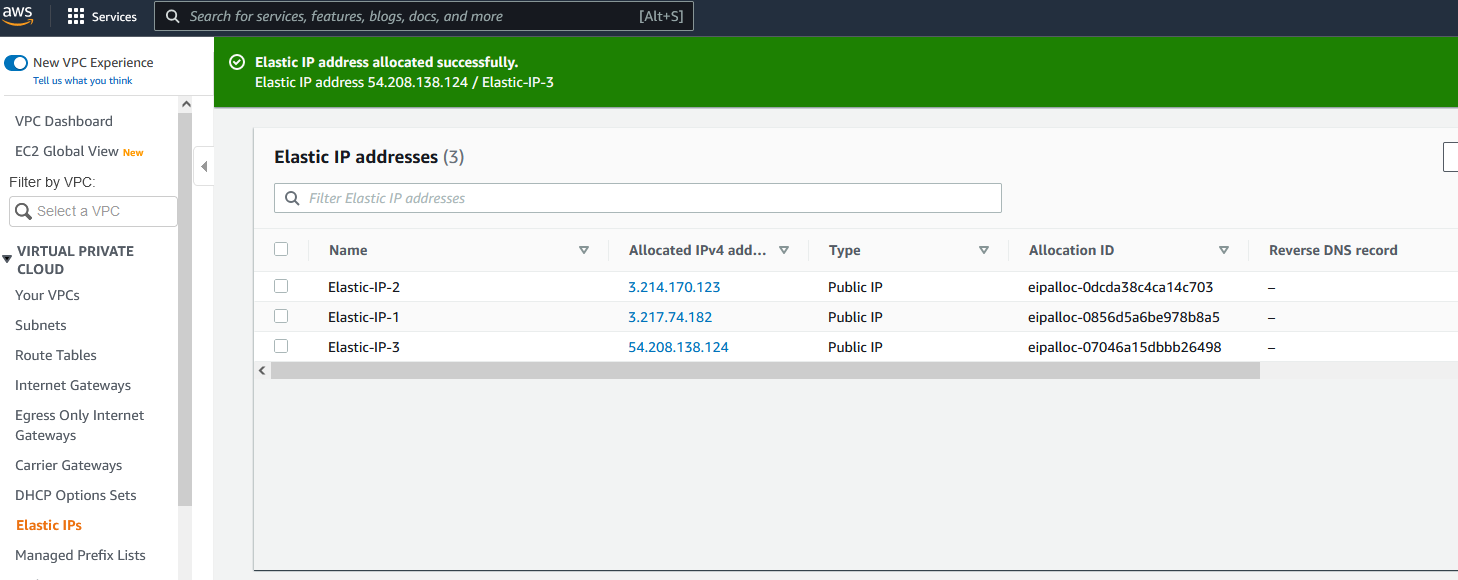 aws
Services
Search for services, features, blogs, docs, and more
[Alt+S]
New VPC Experience
Tell us what you think
VPC Dashboard
EC2 Global View New
Filter by VPC:
Select a VPC
VIRTUAL PRIVATE
CLOUD
Your VPCs
Subnets
Route Tables
Internet Gateways
Egress Only Internet
Gateways
Carrier Gateways
DHCP Options Sets
Elastic IPs
Managed Prefix Lists
Elastic IP address allocated successfully.
Elastic IP address 54.208.138.124 / Elastic-IP-3
Elastic IP addresses (3)
Filter Elastic IP addresses
Name Allocated IPv4 add... Type Allocation ID Reverse DNS record
Elastic-IP-2 3.214.170.123 Public IP eipalloc-0dcda38c4ca14c703 –
Elastic-IP-1 3.217.74.182 Public IP eipalloc-0856d5a6be978b8a5 –
Elastic-IP-3 54.208.138.124 Public IP eipalloc-07046a15dbbb26498 –